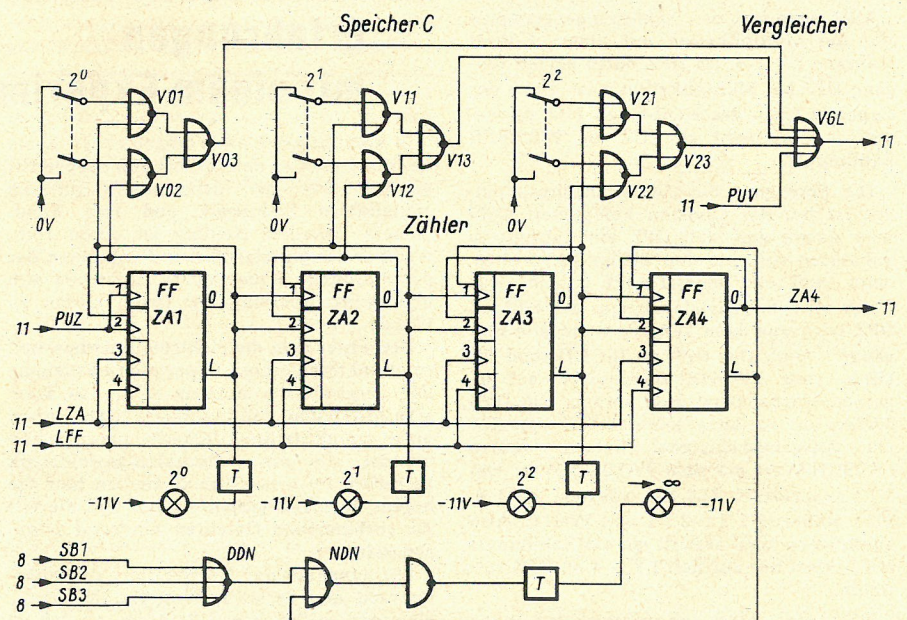 Speicher C
Vergleicher
2⁰
V01
V02
V03
0V
2¹
V11
V12
V13
0V
2²
V21
V22
V23
0V
VGL
11
11 PUV
Zähler
11 PUZ
1
2
3
4
FF
ZA1
0
L
1
2
3
4
FF
ZA2
0
L
1
2
3
4
FF
ZA3
0
L
1
2
3
4
FF
ZA4
0
L
ZA4
11
11 LZA
11 LFF
-11V
2⁰
T
-11V
2¹
T
-11V
2²
T
∞
-11V
8 SB1
8 SB2
8 SB3
DDN
NDN
T